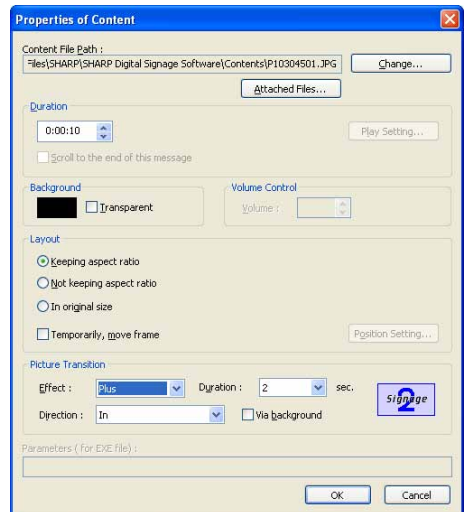 Properties of Content
Content File Path :
Files\SHARP\SHARP Digital Signage Software\Contents\P10304501.JPG
Change...
Attached Files...
Duration
0:00:10
Play Setting...
Scroll to the end of this message
Background
Transparent
Volume Control
Volume :
Layout
Keeping aspect ratio
Not keeping aspect ratio
In original size
Temporarily, move frame
Position Setting...
Picture Transition
Effect :
Plus
Duration :
2
sec.
Signage
2
Direction :
In
Via background
Parameters ( for EXE file) :
OK
Cancel